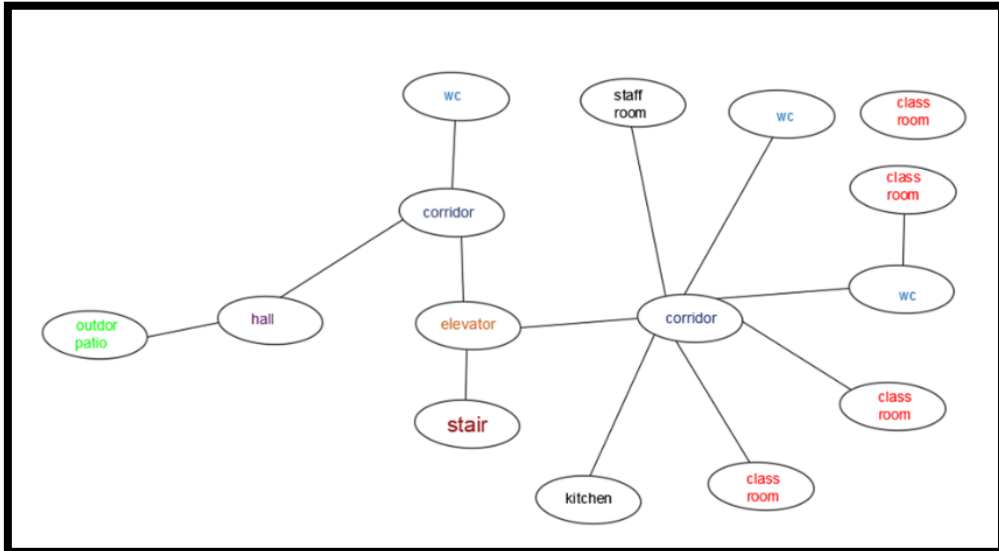 wc
staff
room
wc
class
room
class
room
corridor
outdor
patio
hall
elevator
corridor
wc
stair
class
room
kitchen
class
room